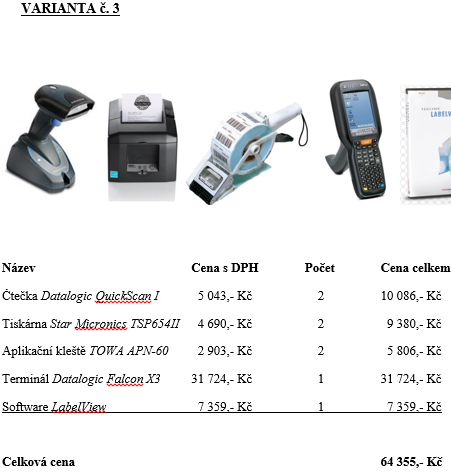 VARIANTA č. 3
LABELV
Název Cena s DPH Počet Cena celkem
Čtečka Datalogic QuickScan I 5 043,- Kč 2 10 086,- Kč
Tiskárna Star Micronics TSP654II 4 690,- Kč 2 9 380,- Kč
Aplikační kleště TOWA APN-60 2 903,- Kč 2 5 806,- Kč
Terminál Datalogic Falcon X3 31 724,- Kč 1 31 724,- Kč
Software LabelView 7 359,- Kč 1 7 359,- Kč
Celková cena 64 355,- Kč